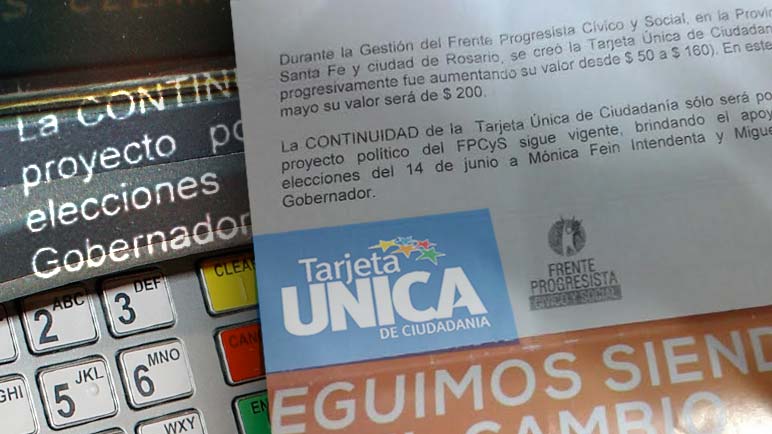 La CONTIN
proyecto po
elecciones
Gobernador
CLEA
CAN
EN
2 ABC
3 DEF
5 JKL
6 MNO
GHI
WXY
Durante la Gestión del Frente Progresista Cívico y Social, en la Provin
Santa Fe y ciudad de Rosario, se creó la Tarjeta Única de Ciudadan
progresivamente fue aumentando su valor desde $ 50 a $ 160). En este
mayo su valor será de $ 200.
La CONTINUIDAD de la Tarjeta Única de Ciudadanía sólo será po
proyecto político del FPCyS sigue vigente, brindando el apoy
elecciones del 14 de junio a Mónica Fein Intendenta y Migue
Gobernador.
Tarjeta
UNICA
DE CIUDADANIA
FRENTE
PROGRESISTA
CIVICO Y SOCIAL
EGUIMOS SIEND
CAMBIO